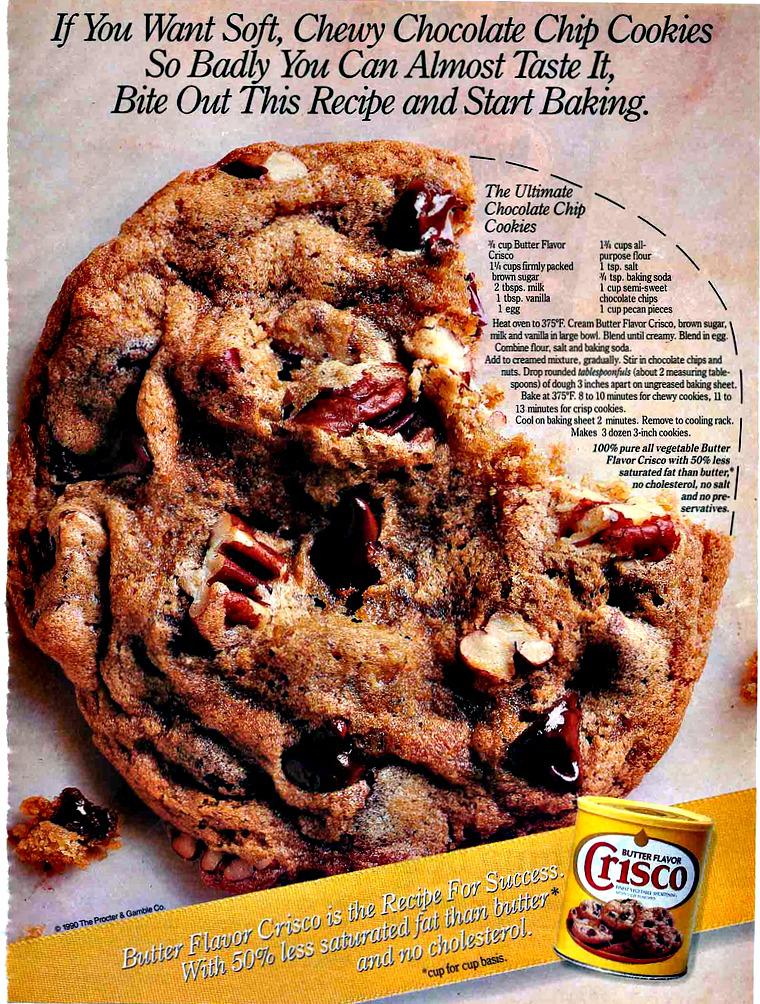 If You Want Soft, Chewy Chocolate Chip Cookies
So Badly You Can Almost Taste It,
Bite Out This Recipe and Start Baking.
The Ultimate
Chocolate Chip
Cookies
¾ cup Butter Flavor
Crisco
1¼ cups firmly packed
brown sugar
2 tbsps. milk
1 tbsp. vanilla
1 egg
1¾ cups all-
purpose flour
1 tsp. salt
¾ tsp. baking soda
1 cup semi-sweet
chocolate chips
1 cup pecan pieces
Heat oven to 375°F. Cream Butter Flavor Crisco, brown sugar,
milk and vanilla in large bowl. Blend until creamy. Blend in egg.
Combine flour, salt and baking soda.
Add to creamed mixture, gradually. Stir in chocolate chips and
nuts. Drop rounded tablespoonfuls (about 2 measuring table-
spoons) of dough 3 inches apart on ungreased baking sheet.
Bake at 375°F. 8 to 10 minutes for chewy cookies, 11 to
13 minutes for crisp cookies.
Cool on baking sheet 2 minutes. Remove to cooling rack.
Makes 3 dozen 3-inch cookies.
100% pure all vegetable Butter
Flavor Crisco with 50% less
saturated fat than butter,*
no cholesterol, no salt
and no pre-
servatives.
© 1990 The Procter & Gamble Co.
Butter Flavor Crisco is the Recipe For Success.
With 50% less saturated fat than butter*
and no cholesterol.
*cup for cup basis.
BUTTER FLAVOR
Crisco